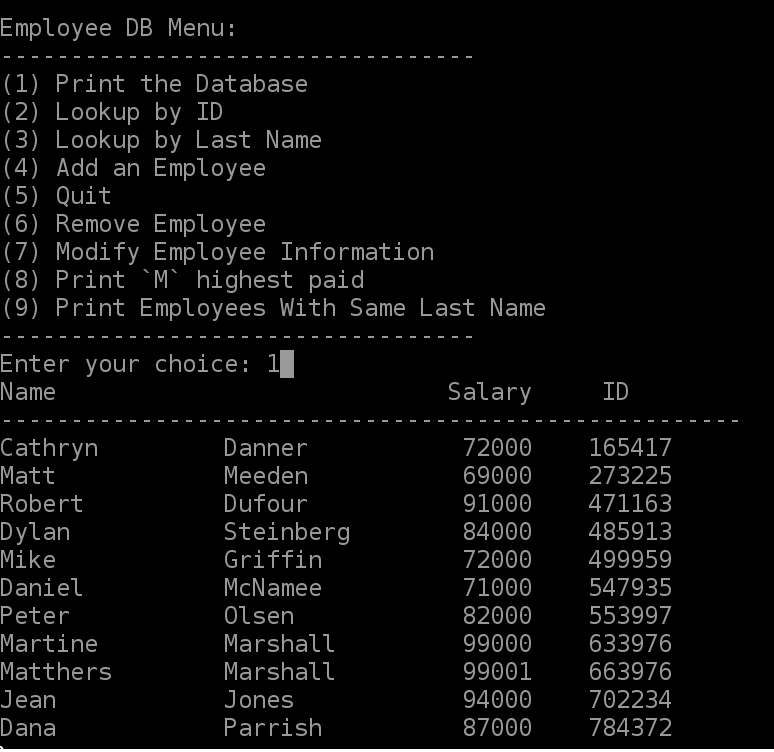 Employee DB Menu:
----------------------------------
(1) Print the Database
(2) Lookup by ID
(3) Lookup by Last Name
(4) Add an Employee
(5) Quit
(6) Remove Employee
(7) Modify Employee Information
(8) Print `M` highest paid
(9) Print Employees With Same Last Name
----------------------------------
Enter your choice: 1
Name                            Salary     ID
-----------------------------------------------------
Cathryn         Danner           72000    165417
Matt            Meeden           69000    273225
Robert          Dufour           91000    471163
Dylan           Steinberg        84000    485913
Mike            Griffin          72000    499959
Daniel          McNamee          71000    547935
Peter           Olsen            82000    553997
Martine         Marshall         99000    633976
Matthers        Marshall         99001    663976
Jean            Jones            94000    702234
Dana            Parrish          87000    784372